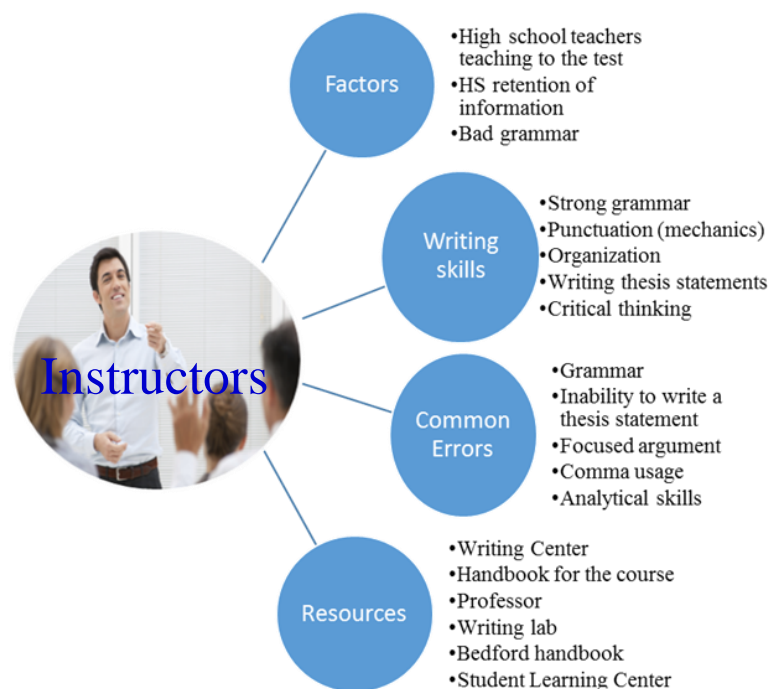 Factors
•High school teachers
teaching to the test
•HS retention of
information
•Bad grammar
Writing
skills
•Strong grammar
•Punctuation (mechanics)
•Organization
•Writing thesis statements
•Critical thinking
Instructors
Common
Errors
•Grammar
•Inability to write a
thesis statement
•Focused argument
•Comma usage
•Analytical skills
Resources
•Writing Center
•Handbook for the course
•Professor
•Writing lab
•Bedford handbook
•Student Learning Center